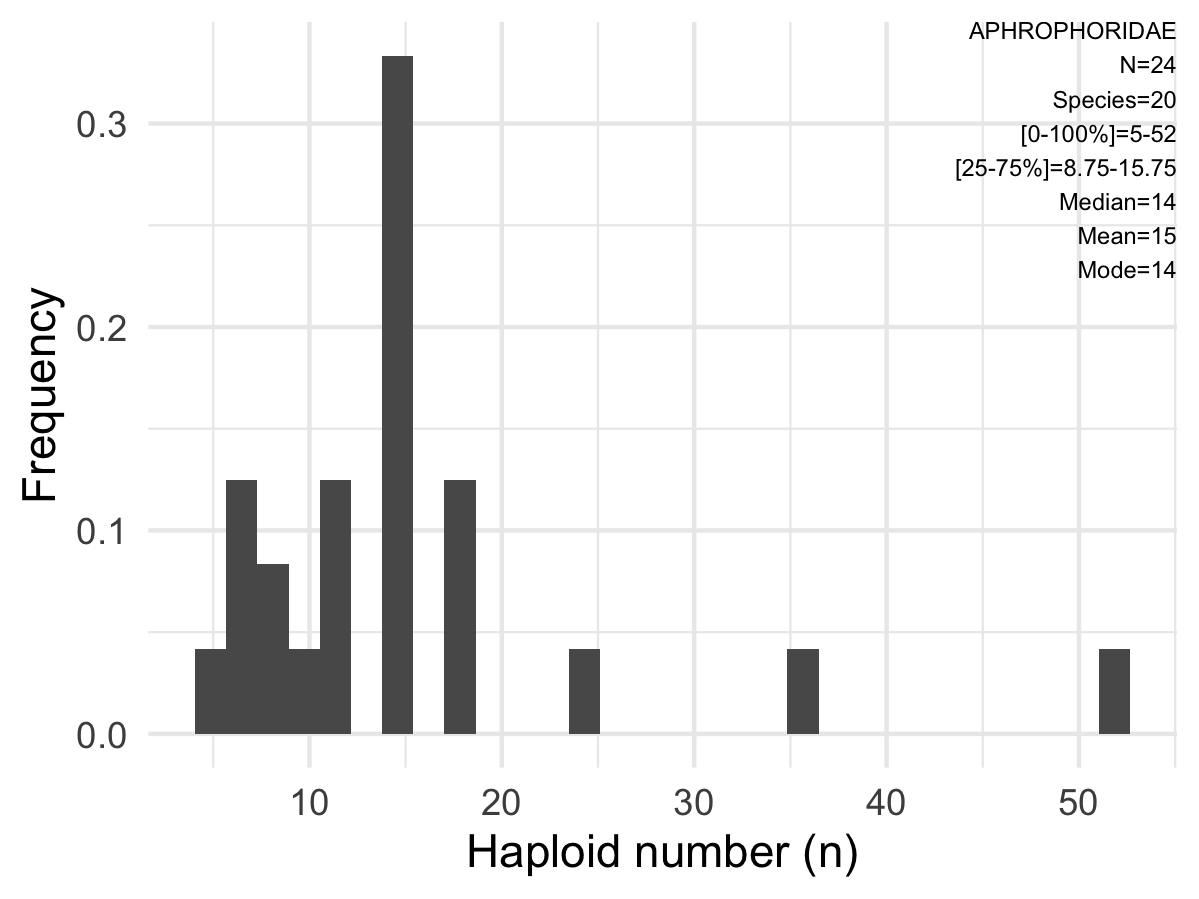 APHROPHORIDAE
N=24
Species=20
[0-100%]=5-52
[25-75%]=8.75-15.75
Median=14
Mean=15
Mode=14
Frequency
0.3
0.2
0.1
0.0
10 20 30 40 50
Haploid number (n)